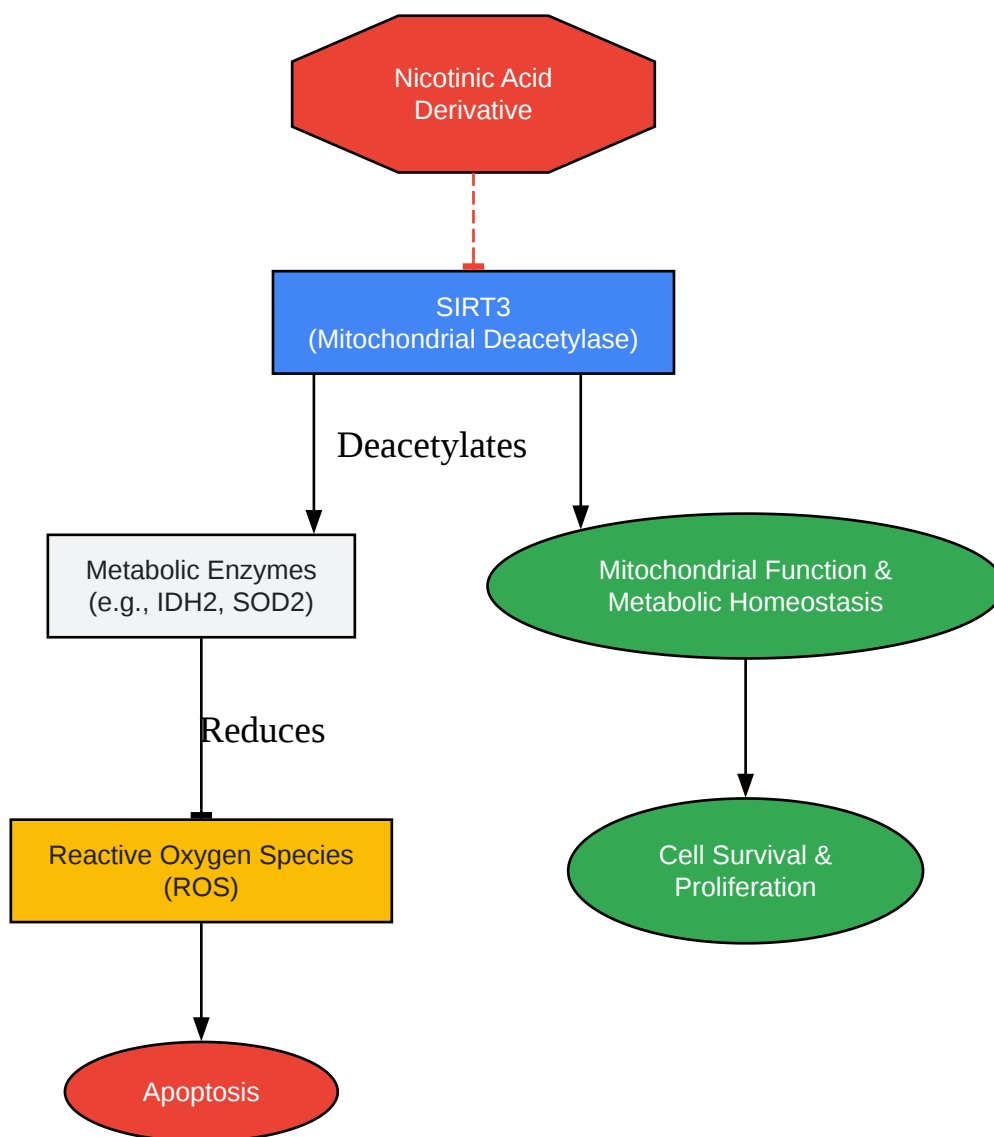 Nicotinic Acid
Derivative
SIRT3
(Mitochondrial Deacetylase)
Deacetylates
Metabolic Enzymes
(e.g., IDH2, SOD2)
Mitochondrial Function &
Metabolic Homeostasis
Reduces
Reactive Oxygen Species
(ROS)
Cell Survival &
Proliferation
Apoptosis